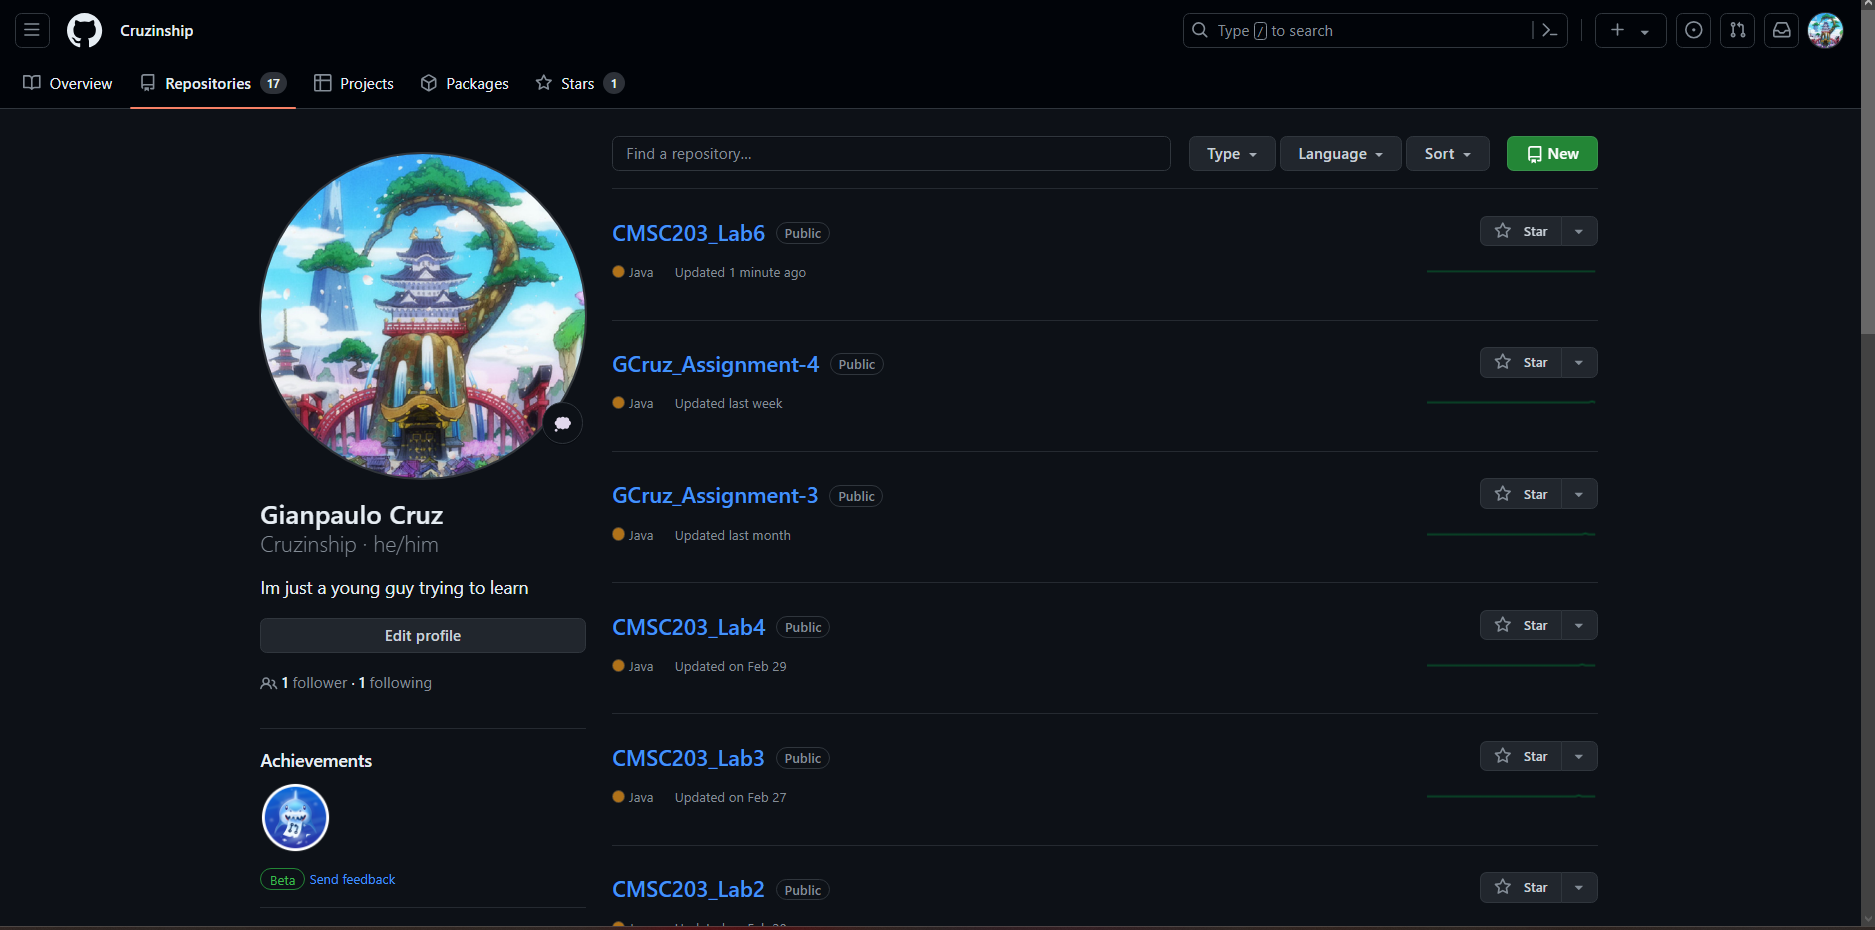 Cruzinship
Type / to search
Overview
Repositories 17
Projects
Packages
Stars 1
Find a repository...
Type
Language
Sort
New
Gianpaulo Cruz
Cruzinship · he/him
Im just a young guy trying to learn
Edit profile
1 follower · 1 following
Achievements
Beta Send feedback
CMSC203_Lab6 Public
Star
Java Updated 1 minute ago
GCruz_Assignment-4 Public
Star
Java Updated last week
GCruz_Assignment-3 Public
Star
Java Updated last month
CMSC203_Lab4 Public
Star
Java Updated on Feb 29
CMSC203_Lab3 Public
Star
Java Updated on Feb 27
CMSC203_Lab2 Public
Star